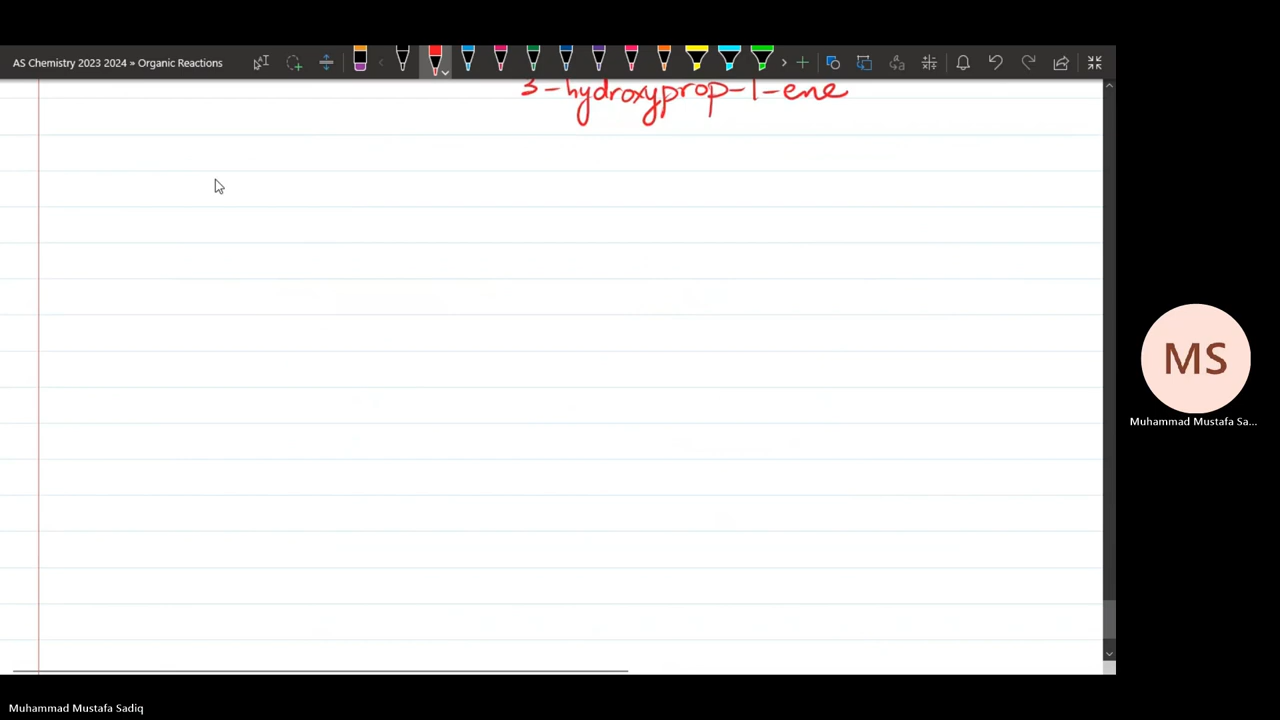 AS Chemistry 2023 2024 » Organic Reactions
3-hydroxyprop-1-ene
MS
Muhammad Mustafa Sa...
Muhammad Mustafa Sadiq